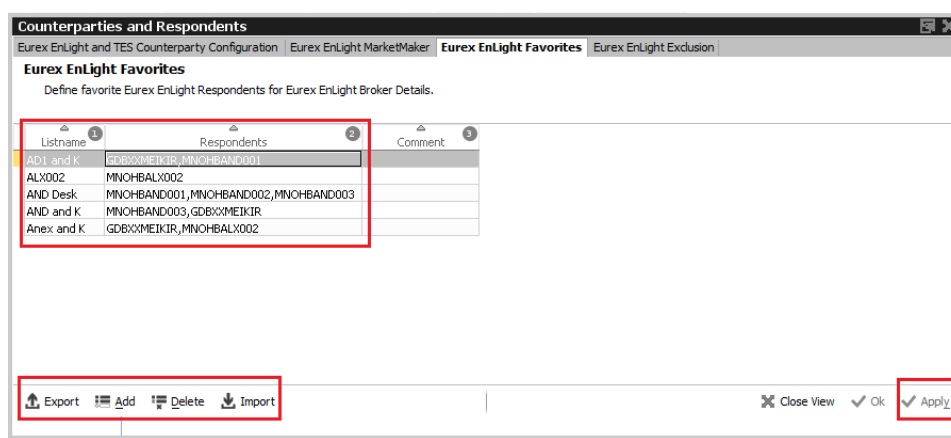 Counterparties and Respondents
Eurex EnLight and TES Counterparty Configuration Eurex EnLight MarketMaker Eurex EnLight Favorites Eurex EnLight Exclusion
Eurex EnLight Favorites
Define favorite Eurex EnLight Respondents for Eurex EnLight Broker Details.
Listname 1 Respondents 2 Comment 3
AD1 and K GDBXXMEIKIR,MNOHBAND001
ALX002 MNOHBALX002
AND Desk MNOHBAND001,MNOHBAND002,MNOHBAND003
AND and K MNOHBAND003,GDBXXMEIKIR
Anex and K GDBXXMEIKIR,MNOHBALX002
Export Add Delete Import Close View Ok Apply